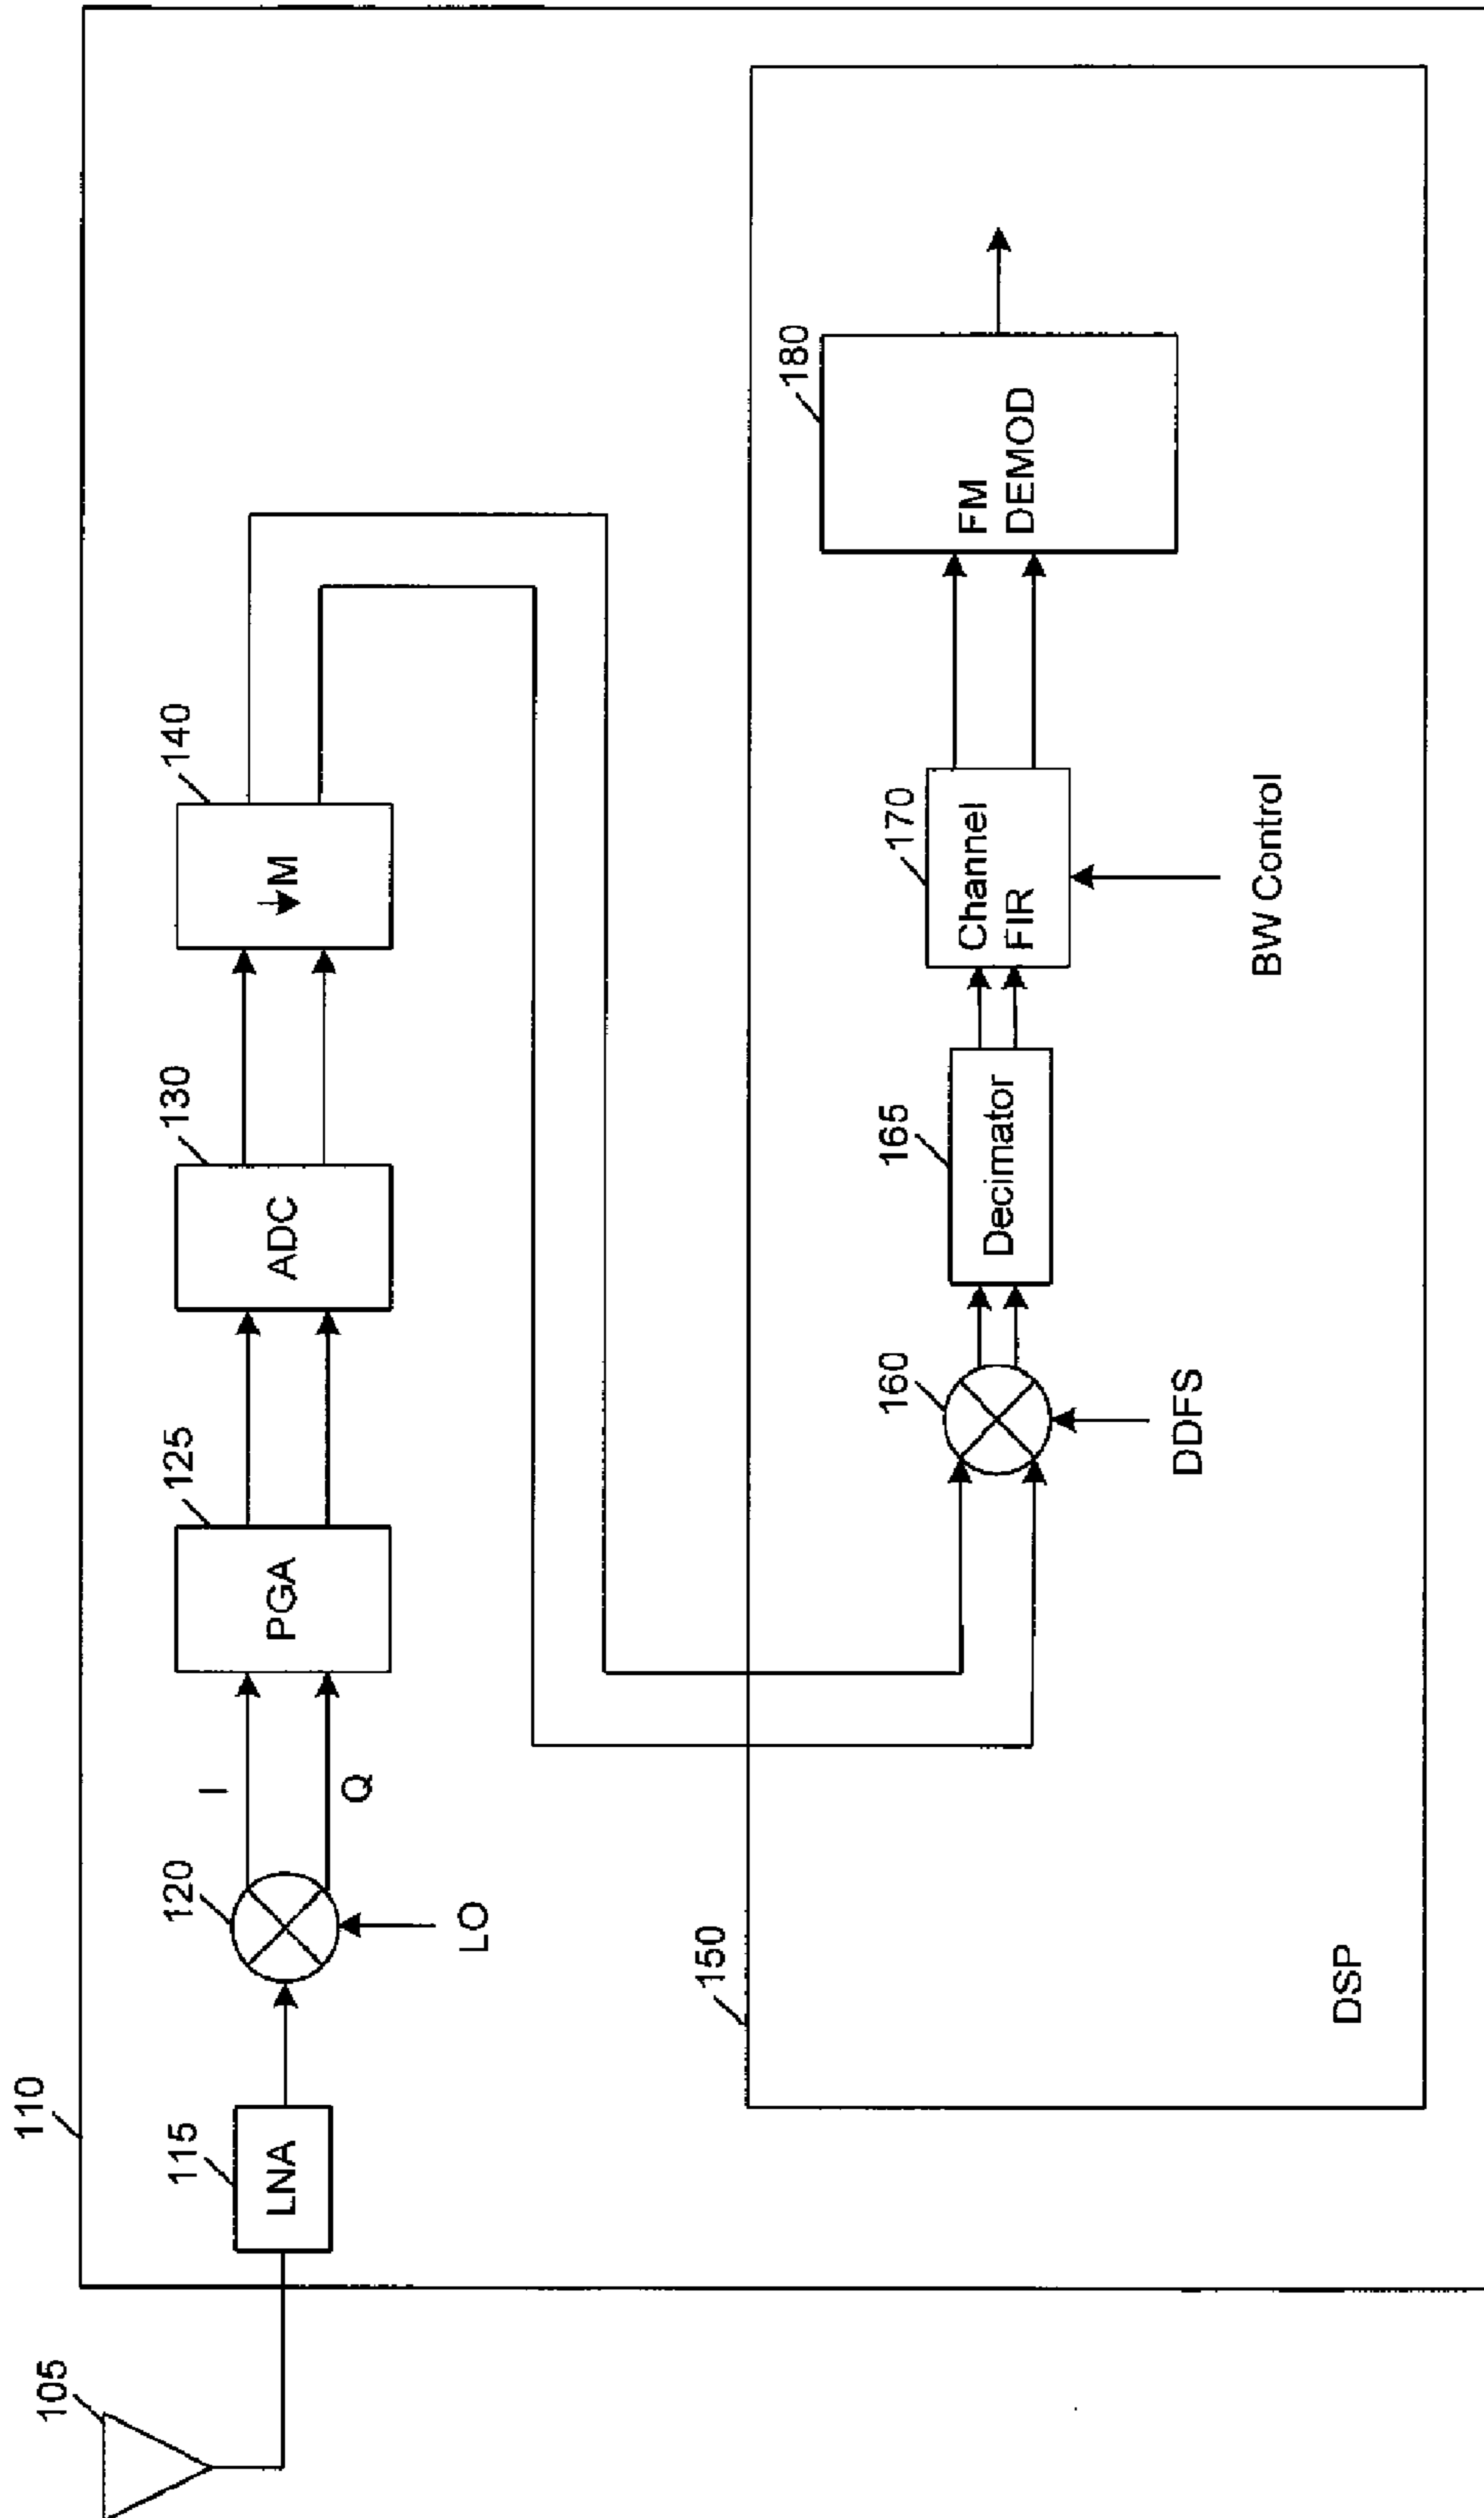 105
110
115
LNA
120
LO
I
Q
125
PGA
130
ADC
140
↓M
150
DSP
160
DDFS
165
Decimator
170
Channel
FIR
BW Control
180
FM
DEMOD